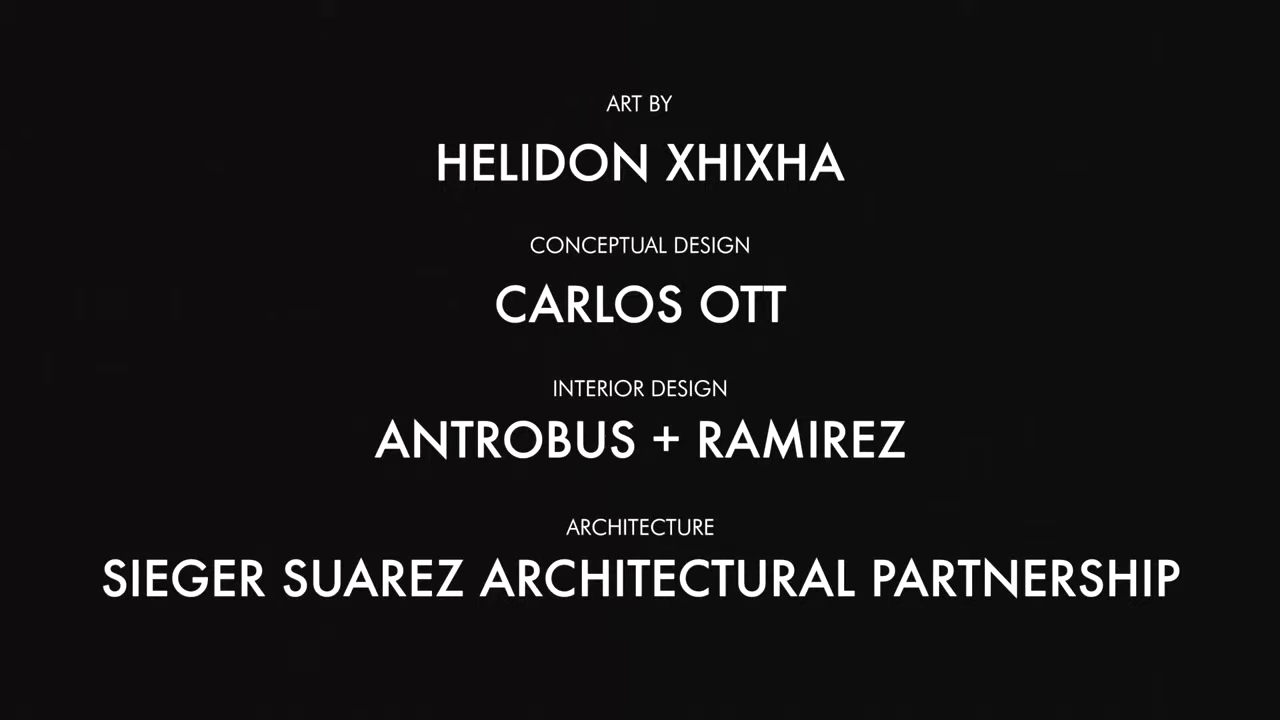 ART BY
HELIDON XHIXHA
CONCEPTUAL DESIGN
CARLOS OTT
INTERIOR DESIGN
ANTROBUS + RAMIREZ
ARCHITECTURE
SIEGER SUAREZ ARCHITECTURAL PARTNERSHIP